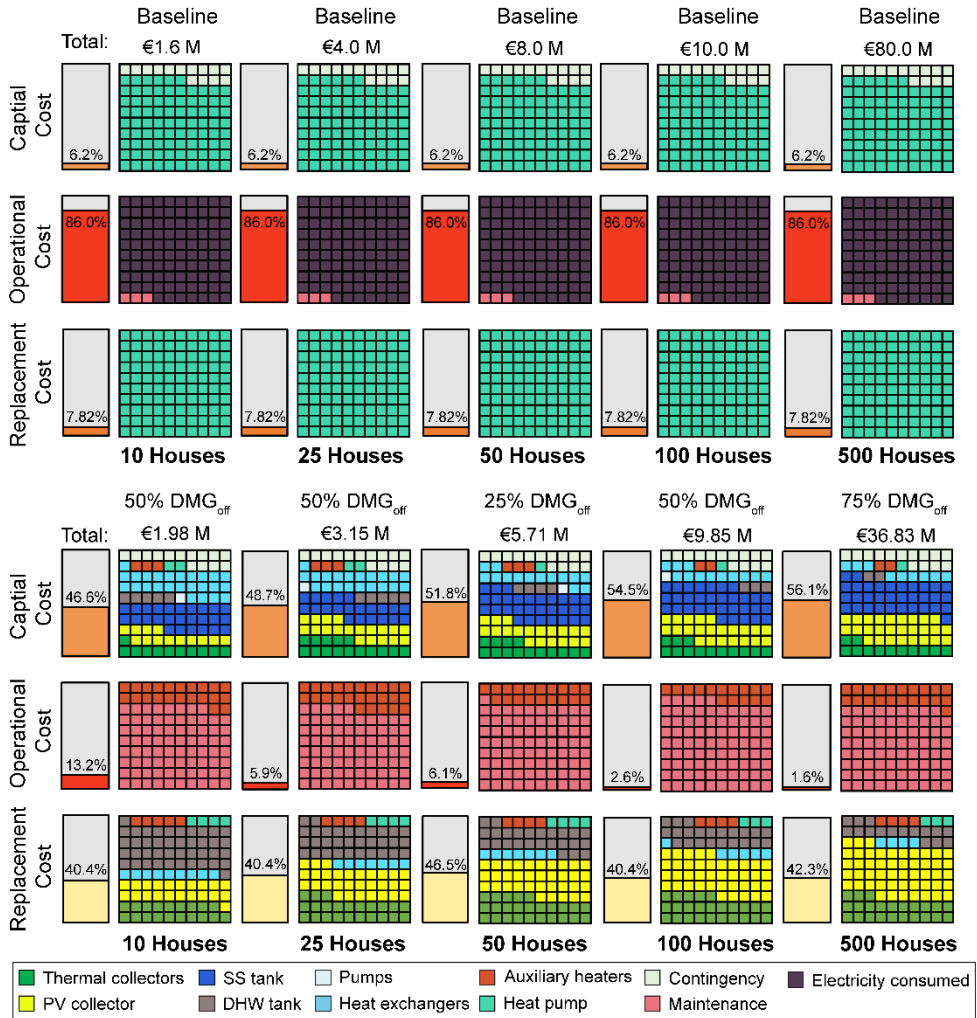 Baseline Baseline Baseline Baseline Baseline
Total: €1.6 M €4.0 M €8.0 M €10.0 M €80.0 M
Captial Cost
6.2% 6.2% 6.2% 6.2% 6.2%
Operational Cost
86.0% 86.0% 86.0% 86.0% 86.0%
Replacement Cost
7.82% 7.82% 7.82% 7.82% 7.82%
10 Houses 25 Houses 50 Houses 100 Houses 500 Houses
50% DMGoff 50% DMGoff 25% DMGoff 50% DMGoff 75% DMGoff
Total: €1.98 M €3.15 M €5.71 M €9.85 M €36.83 M
Captial Cost
46.6% 48.7% 51.8% 54.5% 56.1%
Operational Cost
13.2% 5.9% 6.1% 2.6% 1.6%
Replacement Cost
40.4% 40.4% 46.5% 40.4% 42.3%
10 Houses 25 Houses 50 Houses 100 Houses 500 Houses
Thermal collectors SS tank Pumps Auxiliary heaters Contingency Electricity consumed
PV collector DHW tank Heat exchangers Heat pump Maintenance